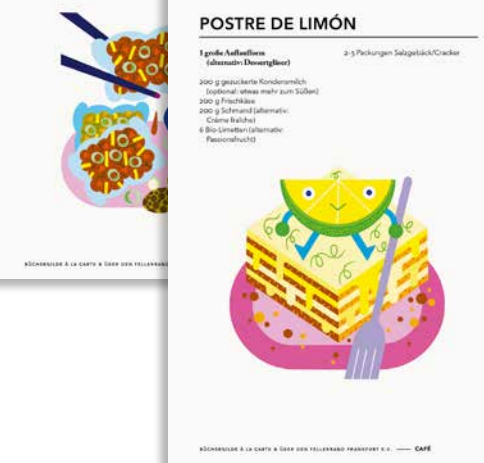 POSTRE DE LIMÓN
1 große Auflaufform
(alternativ: Dessertgläser)
200 g gezuckerte Kondensmilch
(optional: etwas mehr zum Süßen)
200 g Frischkäse
200 g Schmand (alternativ:
Crème fraîche)
6 Bio-Limetten (alternativ:
Passionsfrucht)
2-3 Packungen Salzgebäck/Cracker
BÜCHERGILDE À LA CARTE & ÜBER DEN TELLERRAND
BÜCHERGILDE À LA CARTE & ÜBER DEN TELLERRAND FRANKFURT E.V. —— CAFÉ